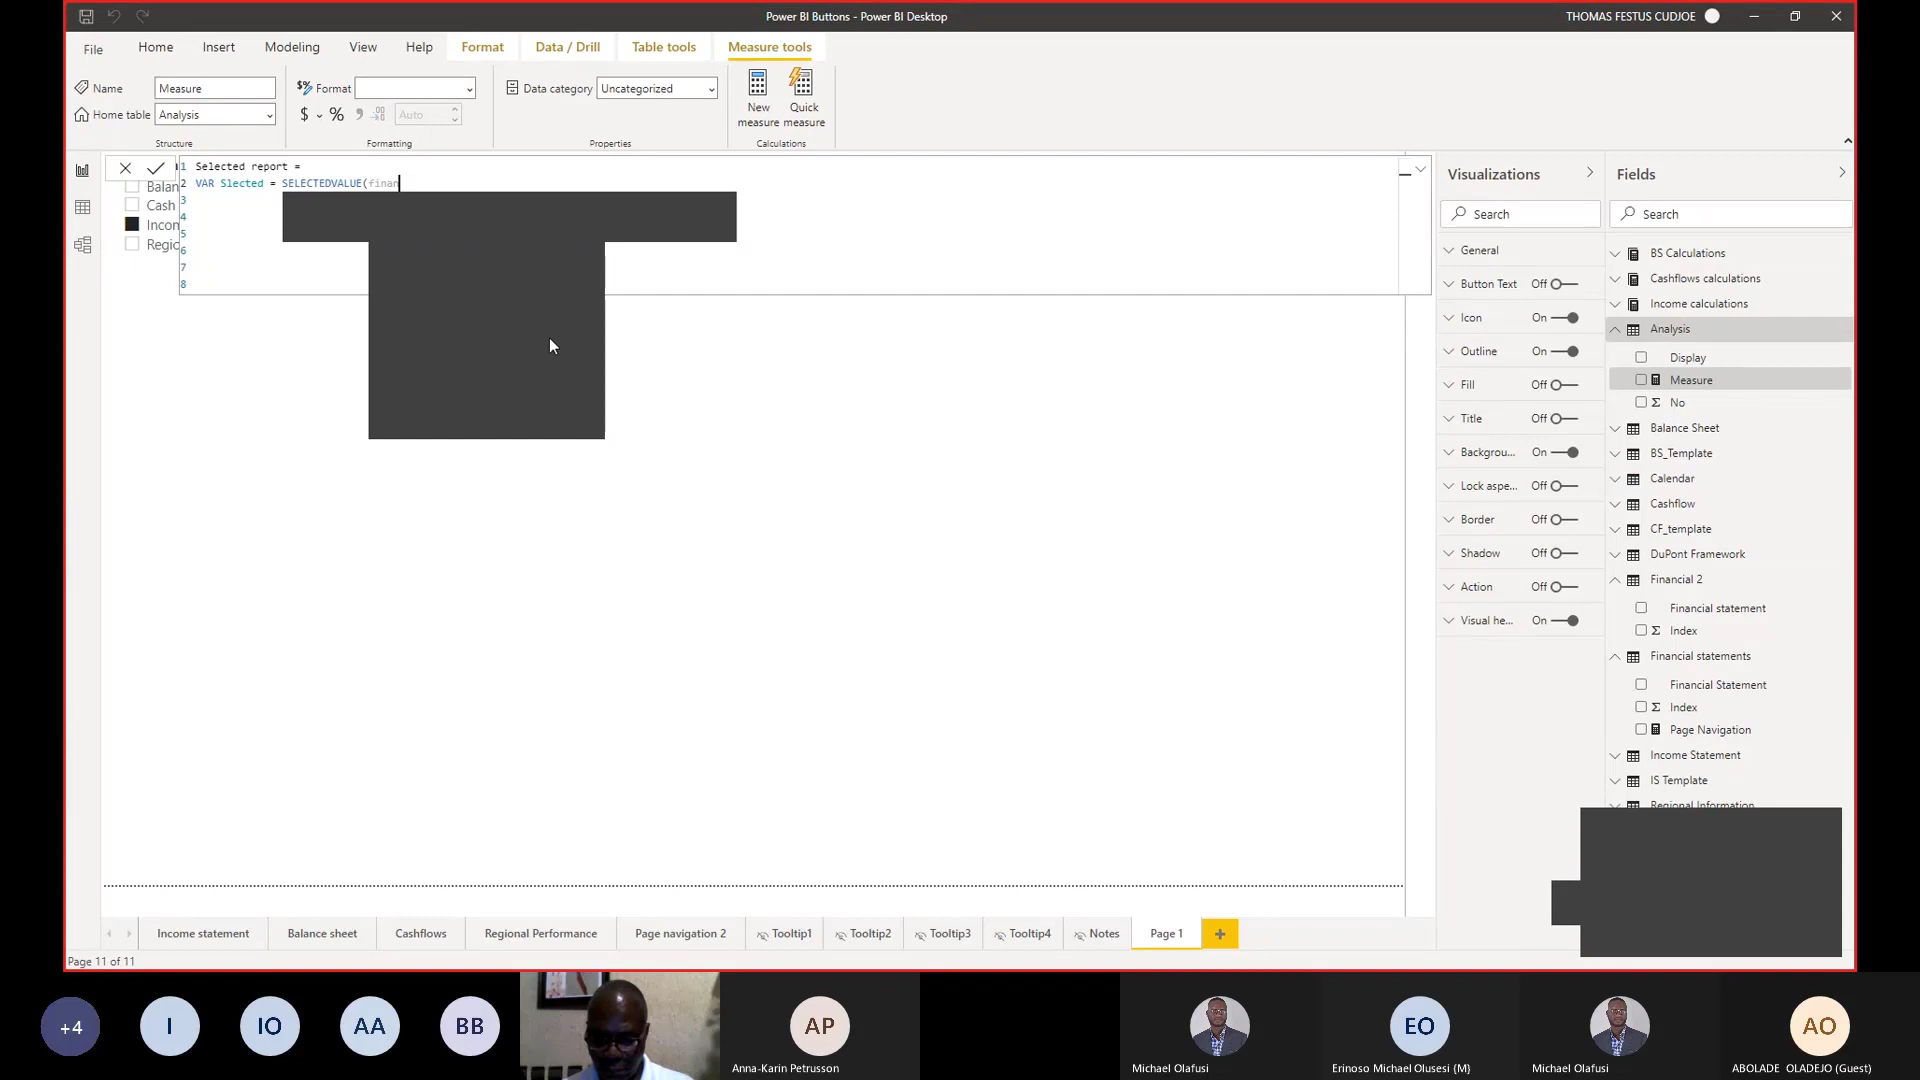 Power BI Buttons - Power BI Desktop
THOMAS FESTUS CUDJOE
File
Home
Insert
Modeling
View
Help
Format
Data / Drill
Table tools
Measure tools
Name
Measure
Home table
Analysis
Structure
Format
$
%
Auto
Formatting
Data category
Uncategorized
Properties
New
measure
Quick
measure
Calculations
1 Selected report =
2 VAR Slected = SELECTEDVALUE(finan
3
4
5
6
7
8
Balan
Cash
Incon
Regio
Visualizations
Search
General
Button Text Off
Icon On
Outline On
Fill Off
Title Off
Backgrou... On
Lock aspe... Off
Border Off
Shadow Off
Action Off
Visual he... On
Fields
Search
BS Calculations
Cashflows calculations
Income calculations
Analysis
Display
Measure
Σ No
Balance Sheet
BS_Template
Calendar
Cashflow
CF_template
DuPont Framework
Financial 2
Financial statement
Σ Index
Financial statements
Financial Statement
Σ Index
Page Navigation
Income Statement
IS Template
Regional Information
Income statement
Balance sheet
Cashflows
Regional Performance
Page navigation 2
Tooltip1
Tooltip2
Tooltip3
Tooltip4
Notes
Page 1
+
Page 11 of 11
+4
I
IO
AA
BB
AP
Anna-Karin Petrusson
Michael Olafusi
EO
Erinoso Michael Olusesi (M)
Michael Olafusi
AO
ABOLADE OLADEJO (Guest)